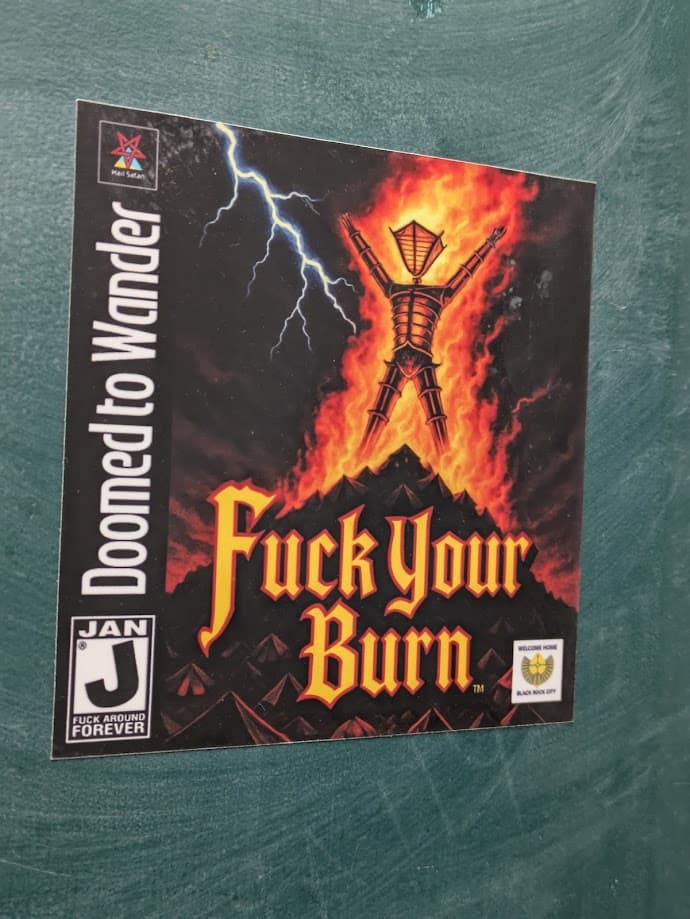 Hail Satan
Doomed to Wander
Fuck Your
Burn
TM
JAN
®
J
FUCK AROUND
FOREVER
WELCOME HOME
BLACK ROCK CITY